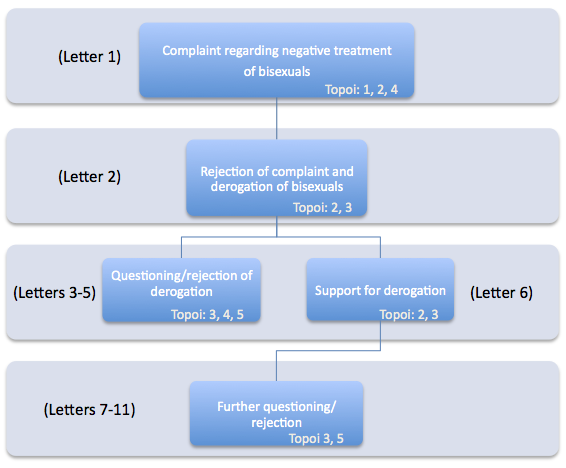 (Letter 1)
Complaint regarding negative treatment
of bisexuals
Topoi: 1, 2, 4
(Letter 2)
Rejection of complaint and
derogation of bisexuals
Topoi: 2, 3
(Letters 3-5)
Questioning/rejection of
derogation
Topoi: 3, 4, 5
Support for derogation
Topoi: 2, 3
(Letter 6)
(Letters 7-11)
Further questioning/
rejection
Topoi 3, 5